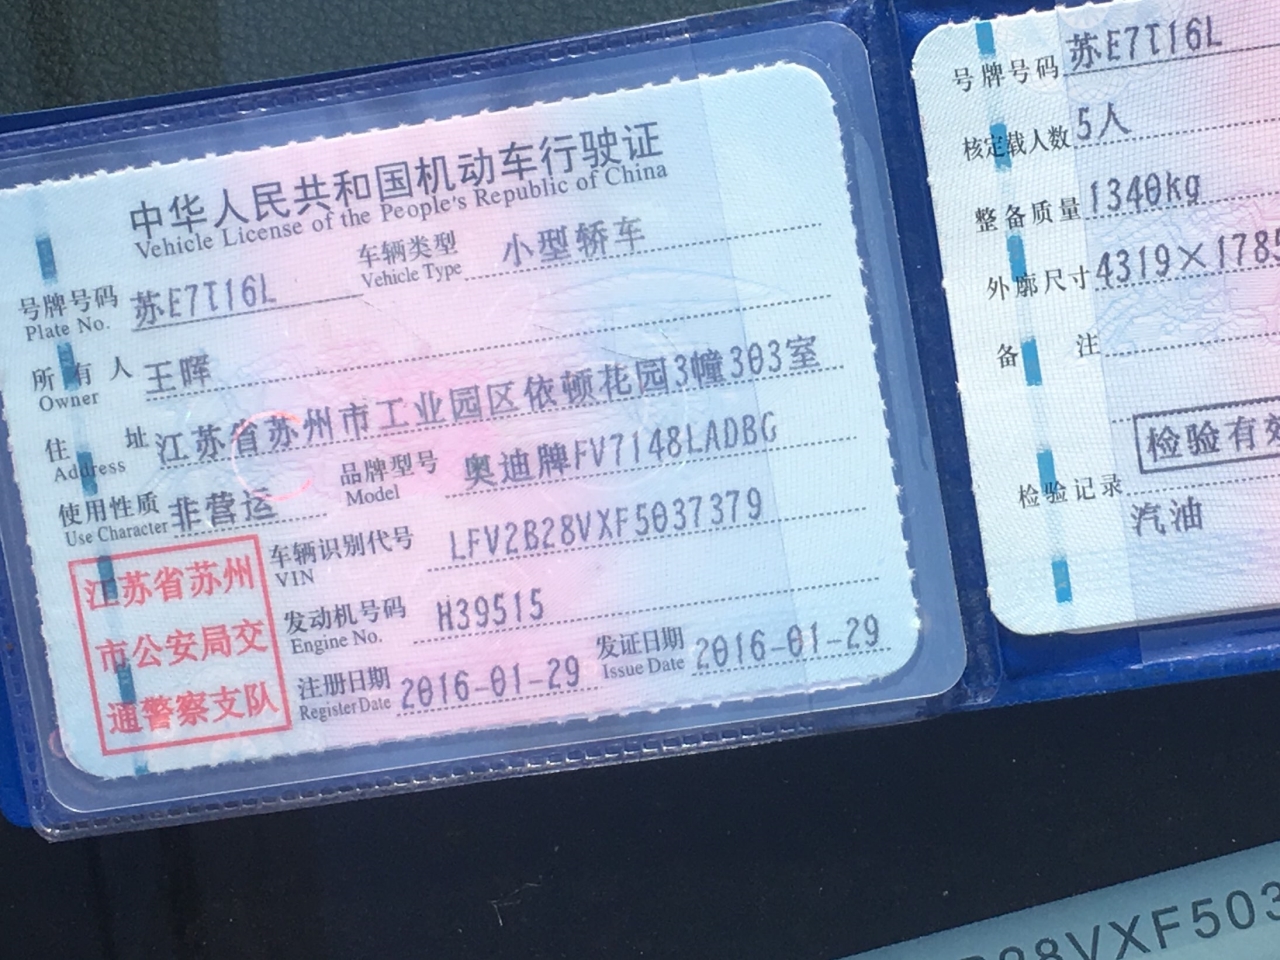 中华人民共和国机动车行驶证
Vehicle License of the People's Republic of China
号牌号码 苏E7T16L 车辆类型 小型轿车
Plate No. Vehicle Type
所有人 王晖
Owner
住址 江苏省苏州市工业园区依顿花园3幢303室
Address
使用性质 非营运 品牌型号 奥迪牌FV7148LADBG
Use Character Model
车辆识别代号 LFV2B28VXF5037379
VIN
发动机号码 H39515
Engine No.
注册日期 2016-01-29 发证日期 2016-01-29
Register Date Issue Date
江苏省苏州
市公安局交
通警察支队
号牌号码 苏E7T16L
核定载人数 5人
整备质量 1340kg
外廓尺寸 4319×1785
备注
检验有效
检验记录
汽油
28VXF503